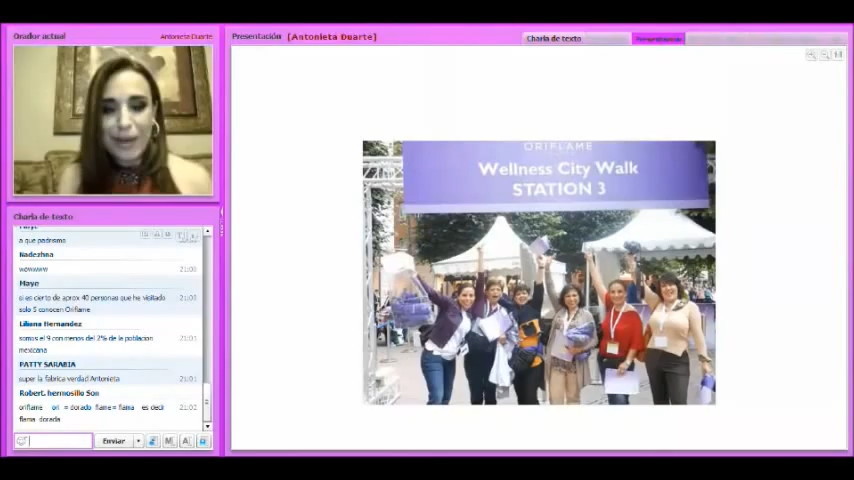 Orador actual
Antonieta Duarte
Presentación [Antonieta Duarte]
Charla de texto
ORIFLAME
Wellness City Walk
STATION 3
Charla de texto
a que padrismo
Nadezhna
wowwww
21:00
Maye
si es cierto de aprox 40 personas que he visitado
21:00
solo 5 conocen Oriflame
Liliana Hernandez
somos el 9 con menos del 2% de la poblacion
21:01
mexicana
PATTY SARABIA
super la fabrica verdad Antonieta
21:01
Robert. hermosillo Son
oriflame ori = dorado flame= flama es decir
21:02
flama dorada
Enviar